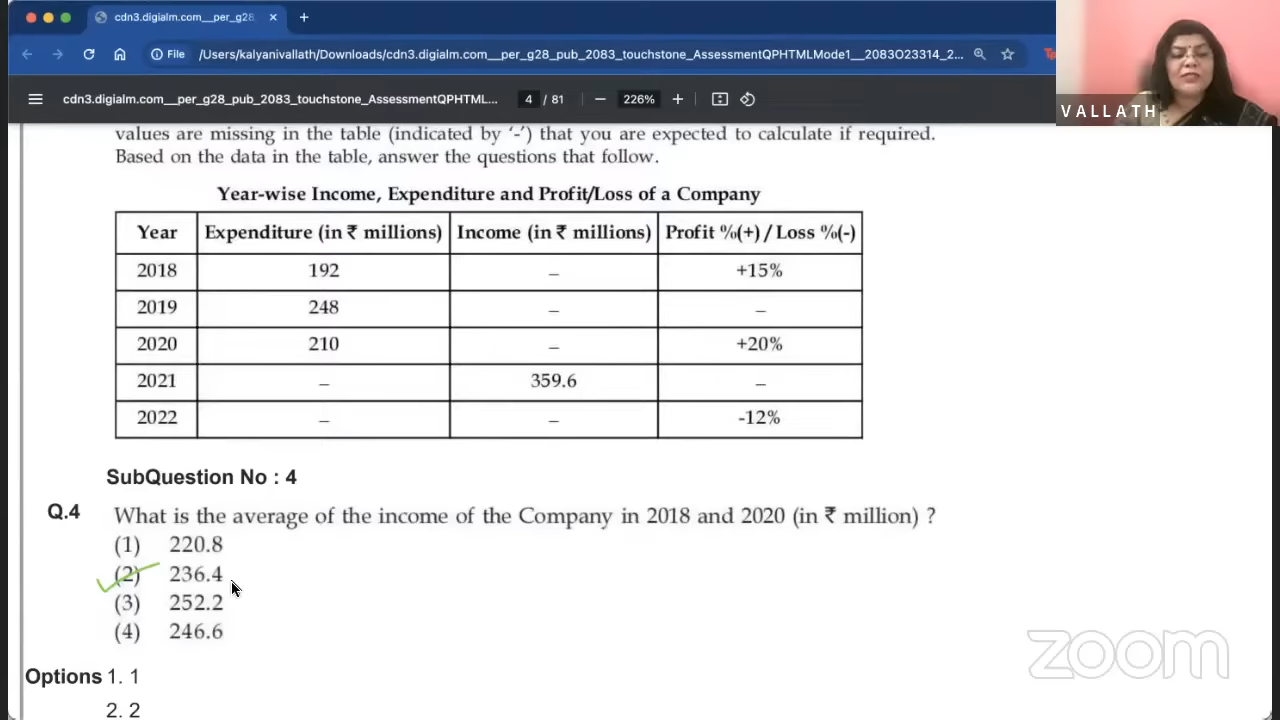 cdn3.digialm.com__per_g28
File /Users/kalyanivallath/Downloads/cdn3.digialm.com__per_g28_pub_2083_touchstone_AssessmentQPHTMLMode1__2083O23314_2...
cdn3.digialm.com__per_g28_pub_2083_touchstone_AssessmentQPHTML... 4 / 81 226%
VALLATH
values are missing in the table (indicated by '-') that you are expected to calculate if required.
Based on the data in the table, answer the questions that follow.
Year-wise Income, Expenditure and Profit/Loss of a Company
Year Expenditure (in ₹ millions) Income (in ₹ millions) Profit %(+) / Loss %(-)
2018 192 – +15%
2019 248 – –
2020 210 – +20%
2021 – 359.6 –
2022 – – -12%
SubQuestion No : 4
Q.4 What is the average of the income of the Company in 2018 and 2020 (in ₹ million) ?
(1) 220.8
(2) 236.4
(3) 252.2
(4) 246.6
Options 1. 1
2. 2
zoom